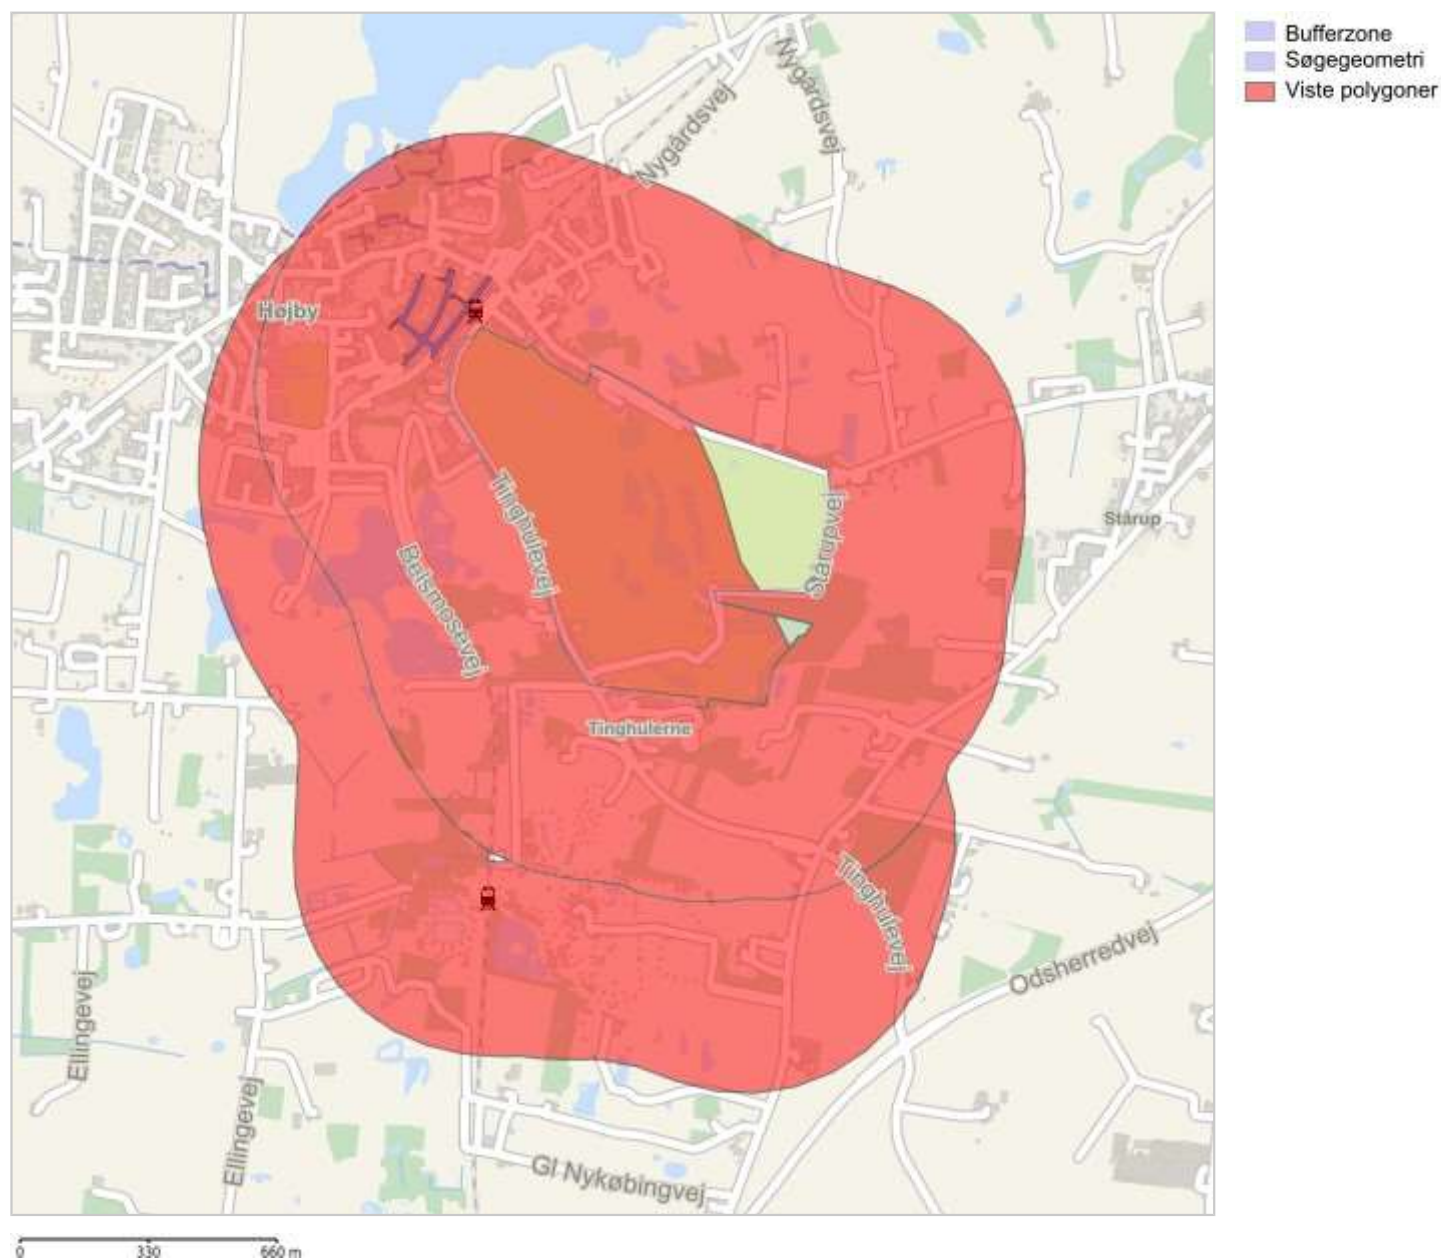 Bufferzone
Søgegeometri
Viste polygoner
Nygårdsvej
Nygårdsvej
Højby
Tinghulevej
Stårupvej
Stårup
Belsmosevej
Tinghulerne
Tinghulevej
Odsherredvej
Ellingevej
Ellingevej
Gl Nykøbingvej
0 330 660 m